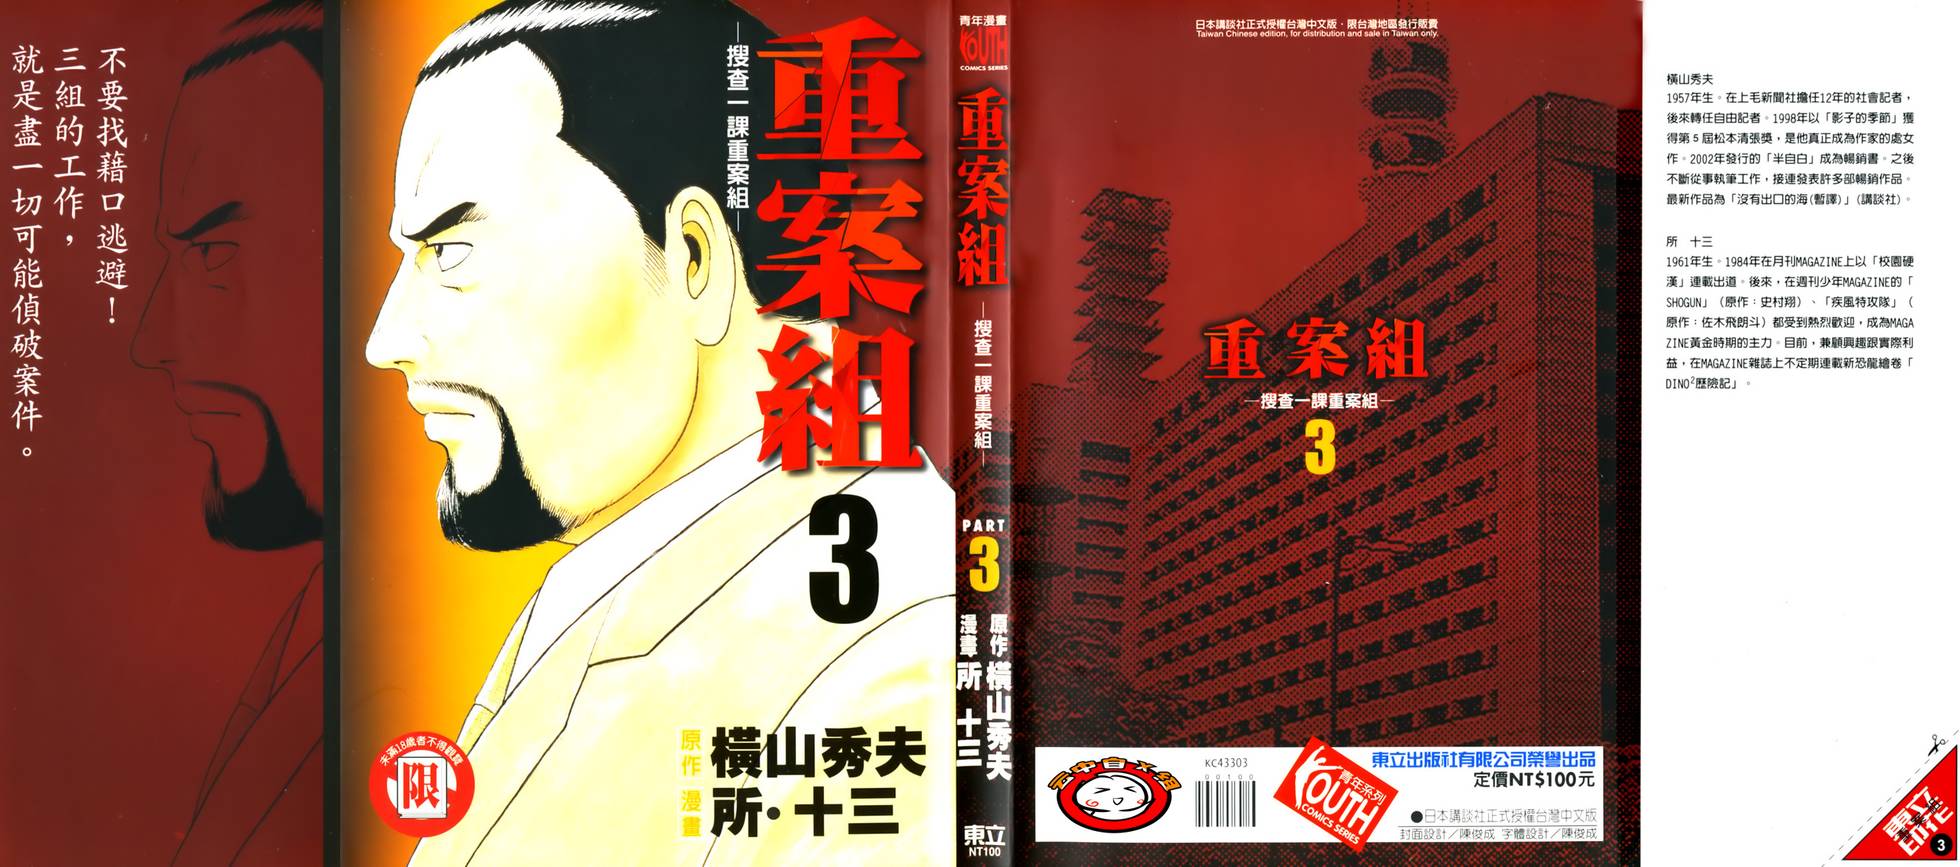 不要找藉口逃避！
三組的工作，
就是盡一切可能偵破案件。
重案組
—搜查一課重案組—
3
未滿18歲者不得觀覽
限
原作 橫山秀夫
漫畫 所·十三
青年漫畫
YOUTH
COMICS SERIES
重案組
—搜查一課重案組—
PART
3
原作 橫山秀夫
漫畫 所 十三
東立
NT100
日本講談社正式授權台灣中文版·限台灣地區發行販賣
Taiwan Chinese edition, for distribution and sale in Taiwan only.
重案組
—搜查一課重案組—
3
KC43303
00100
青年系列
YOUTH
COMICS SERIES
東立出版社有限公司榮譽出品
定價NT$100元
●日本講談社正式授權台灣中文版
封面設計／陳俊成 字體設計／陳俊成
橫山秀夫
1957年生。在上毛新聞社擔任12年的社會記者，
後來轉任自由記者。1998年以「影子的季節」獲
得第5屆松本清張獎，是他真正成為作家的處女
作。2002年發行的「半自白」成為暢銷書。之後
不斷從事執筆工作，接連發表許多部暢銷作品。
最新作品為「沒有出口的海(暫譯)」(講談社)。
所 十三
1961年生。1984年在月刊MAGAZINE上以「校園硬
漢」連載出道。後來，在週刊少年MAGAZINE的「
SHOGUN」（原作：史村翔）、「疾風特攻隊」（
原作：佐木飛朗斗）都受到熱烈歡迎，成為MAGA
ZINE黃金時期的主力。目前，兼顧興趣跟實際利
益，在MAGAZINE雜誌上不定期連載新恐龍繪卷「
DINO²歷險記」。
東立
印花
3